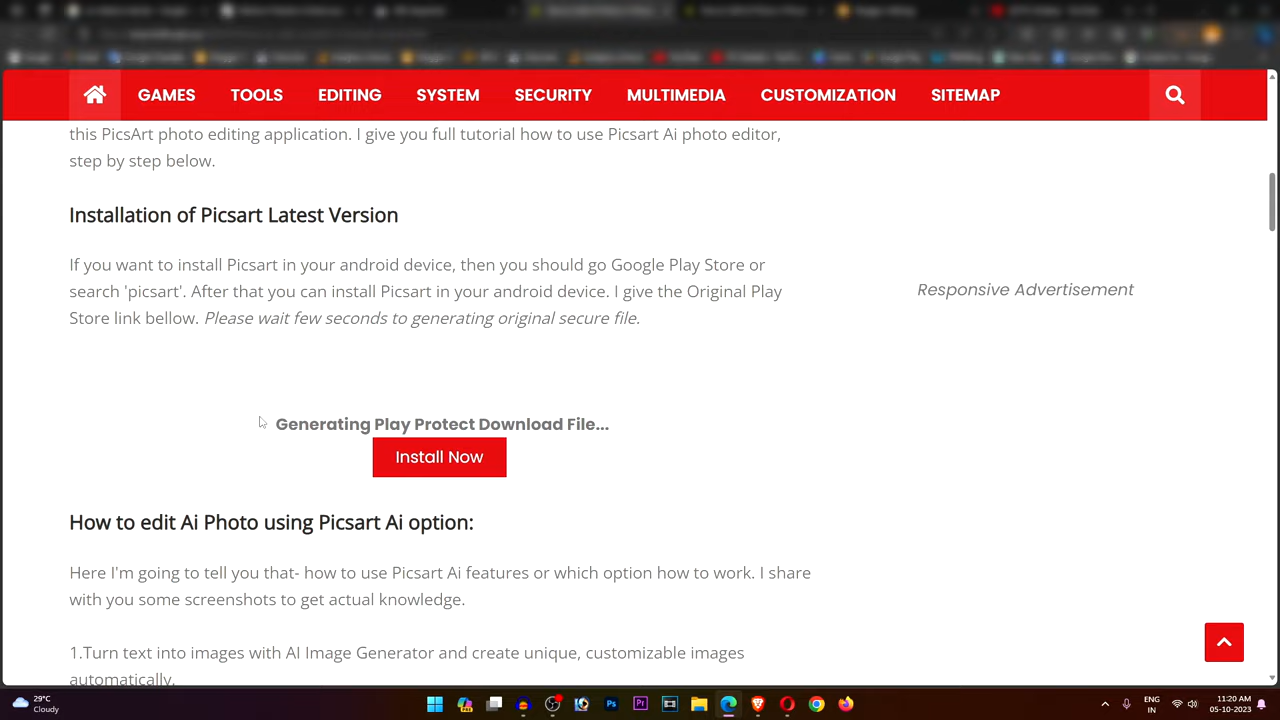 GAMES TOOLS EDITING SYSTEM SECURITY MULTIMEDIA CUSTOMIZATION SITEMAP
this PicsArt photo editing application. I give you full tutorial how to use Picsart Ai photo editor,
step by step below.
Installation of Picsart Latest Version
If you want to install Picsart in your android device, then you should go Google Play Store or
search 'picsart'. After that you can install Picsart in your android device. I give the Original Play
Store link bellow. Please wait few seconds to generating original secure file.
Responsive Advertisement
Generating Play Protect Download File...
Install Now
How to edit Ai Photo using Picsart Ai option:
Here I'm going to tell you that- how to use Picsart Ai features or which option how to work. I share
with you some screenshots to get actual knowledge.
1.Turn text into images with AI Image Generator and create unique, customizable images
automatically.
29°C
Cloudy
ENG
IN
11:20 AM
05-10-2023